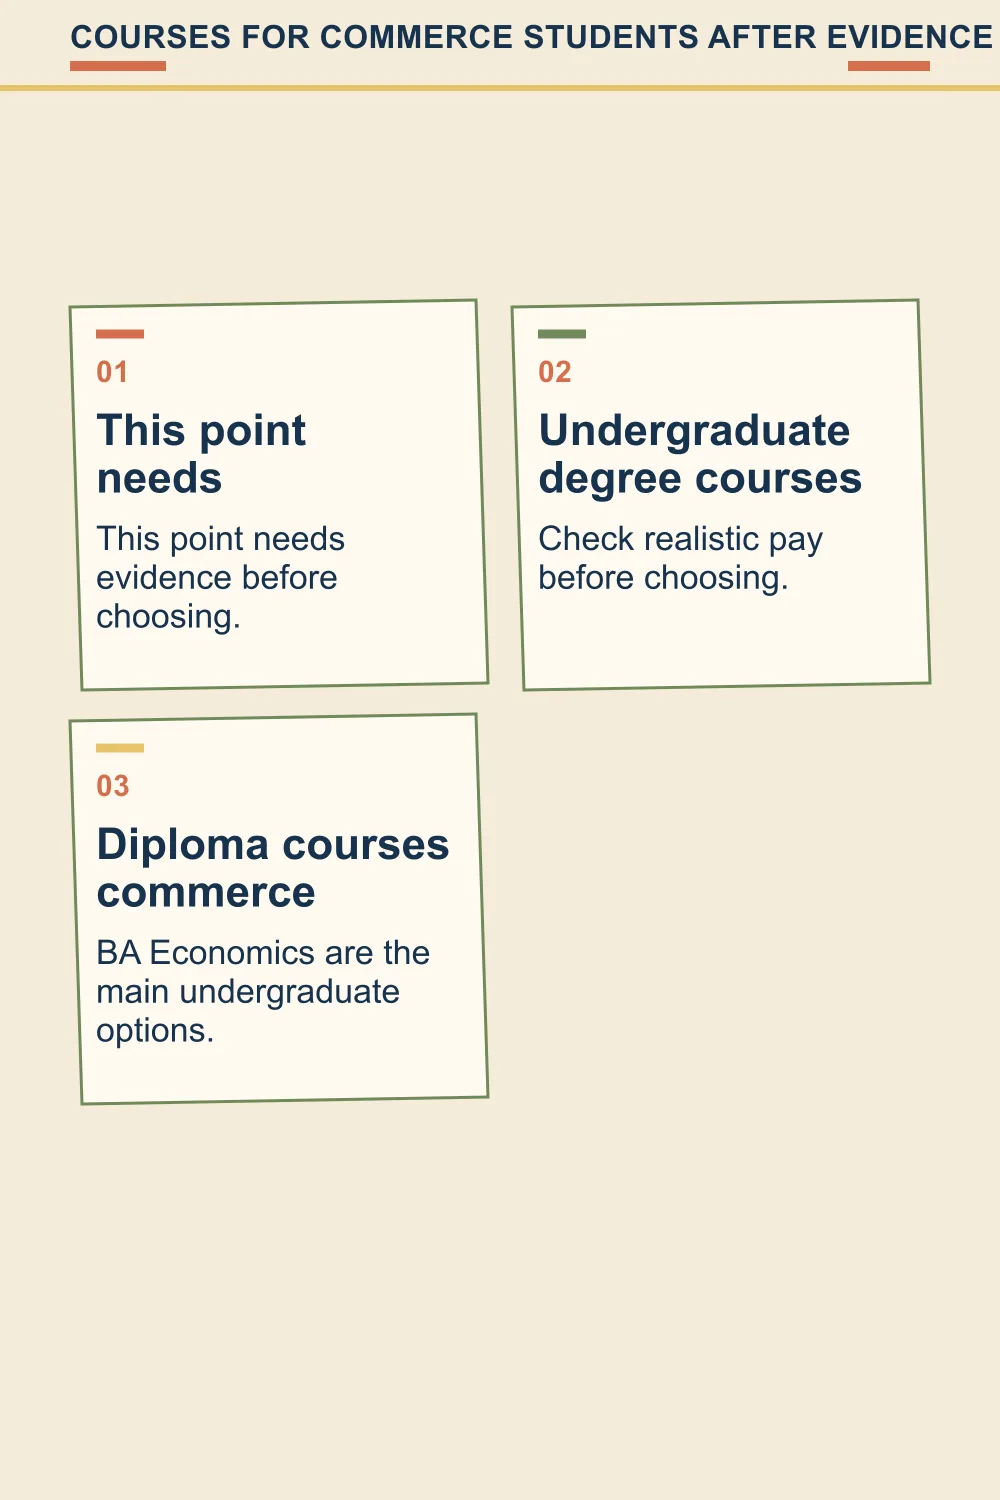 COURSES FOR COMMERCE STUDENTS AFTER EVIDENCE
01
This point
needs
This point needs
evidence before
choosing.
02
Undergraduate
degree courses
Check realistic pay
before choosing.
03
Diploma courses
commerce
BA Economics are the
main undergraduate
options.